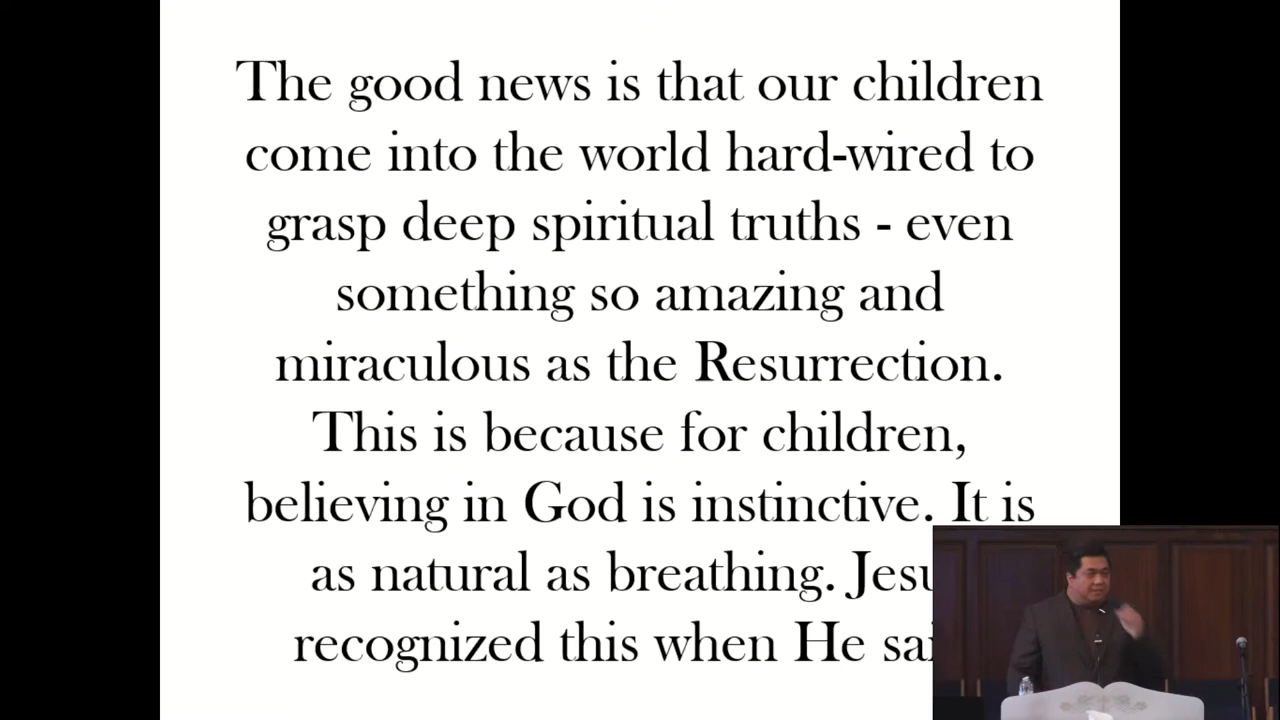 The good news is that our children
come into the world hard-wired to
grasp deep spiritual truths - even
something so amazing and
miraculous as the Resurrection.
This is because for children,
believing in God is instinctive. It is
as natural as breathing.
recognized this when He